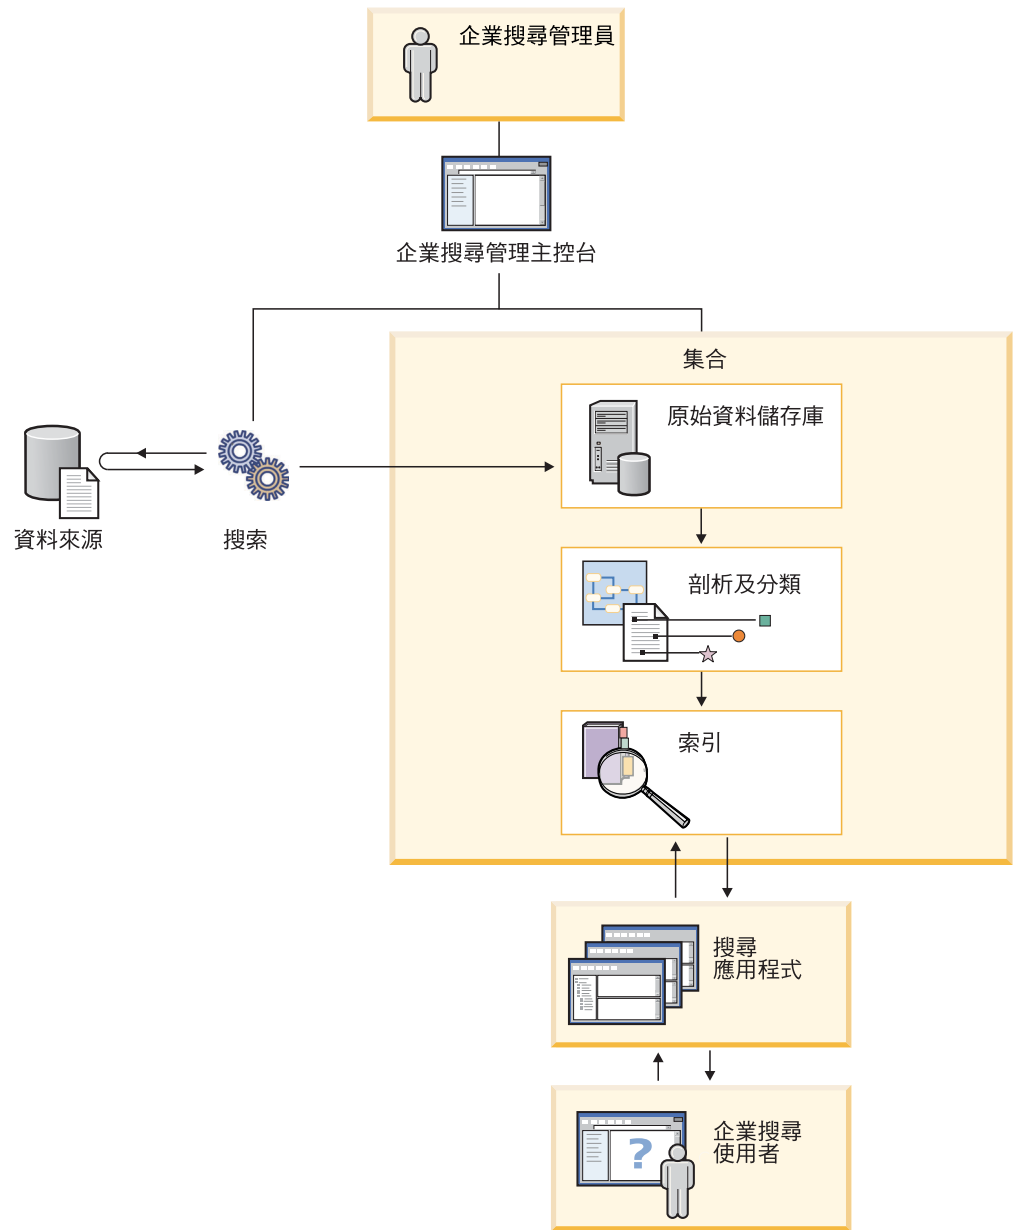 企業搜尋管理員
企業搜尋管理主控台
集合
原始資料儲存庫
資料來源
搜索
剖析及分類
索引
搜尋
應用程式
?
企業搜尋
使用者